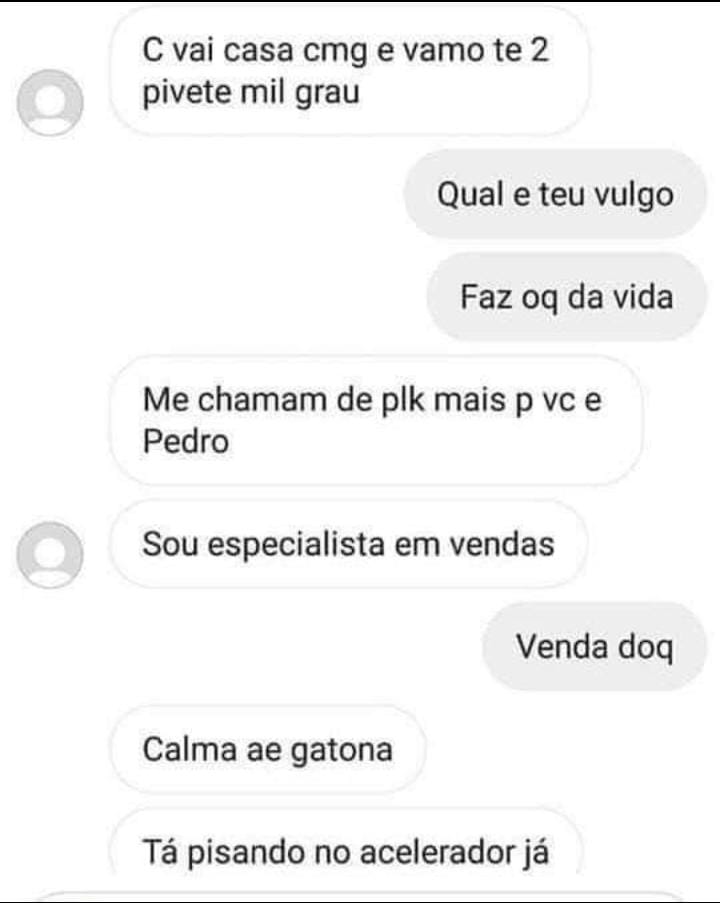 C vai casa cmg e vamo te 2
pivete mil grau
Qual e teu vulgo
Faz oq da vida
Me chamam de plk mais p vc e
Pedro
Sou especialista em vendas
Venda doq
Calma ae gatona
Tá pisando no acelerador já